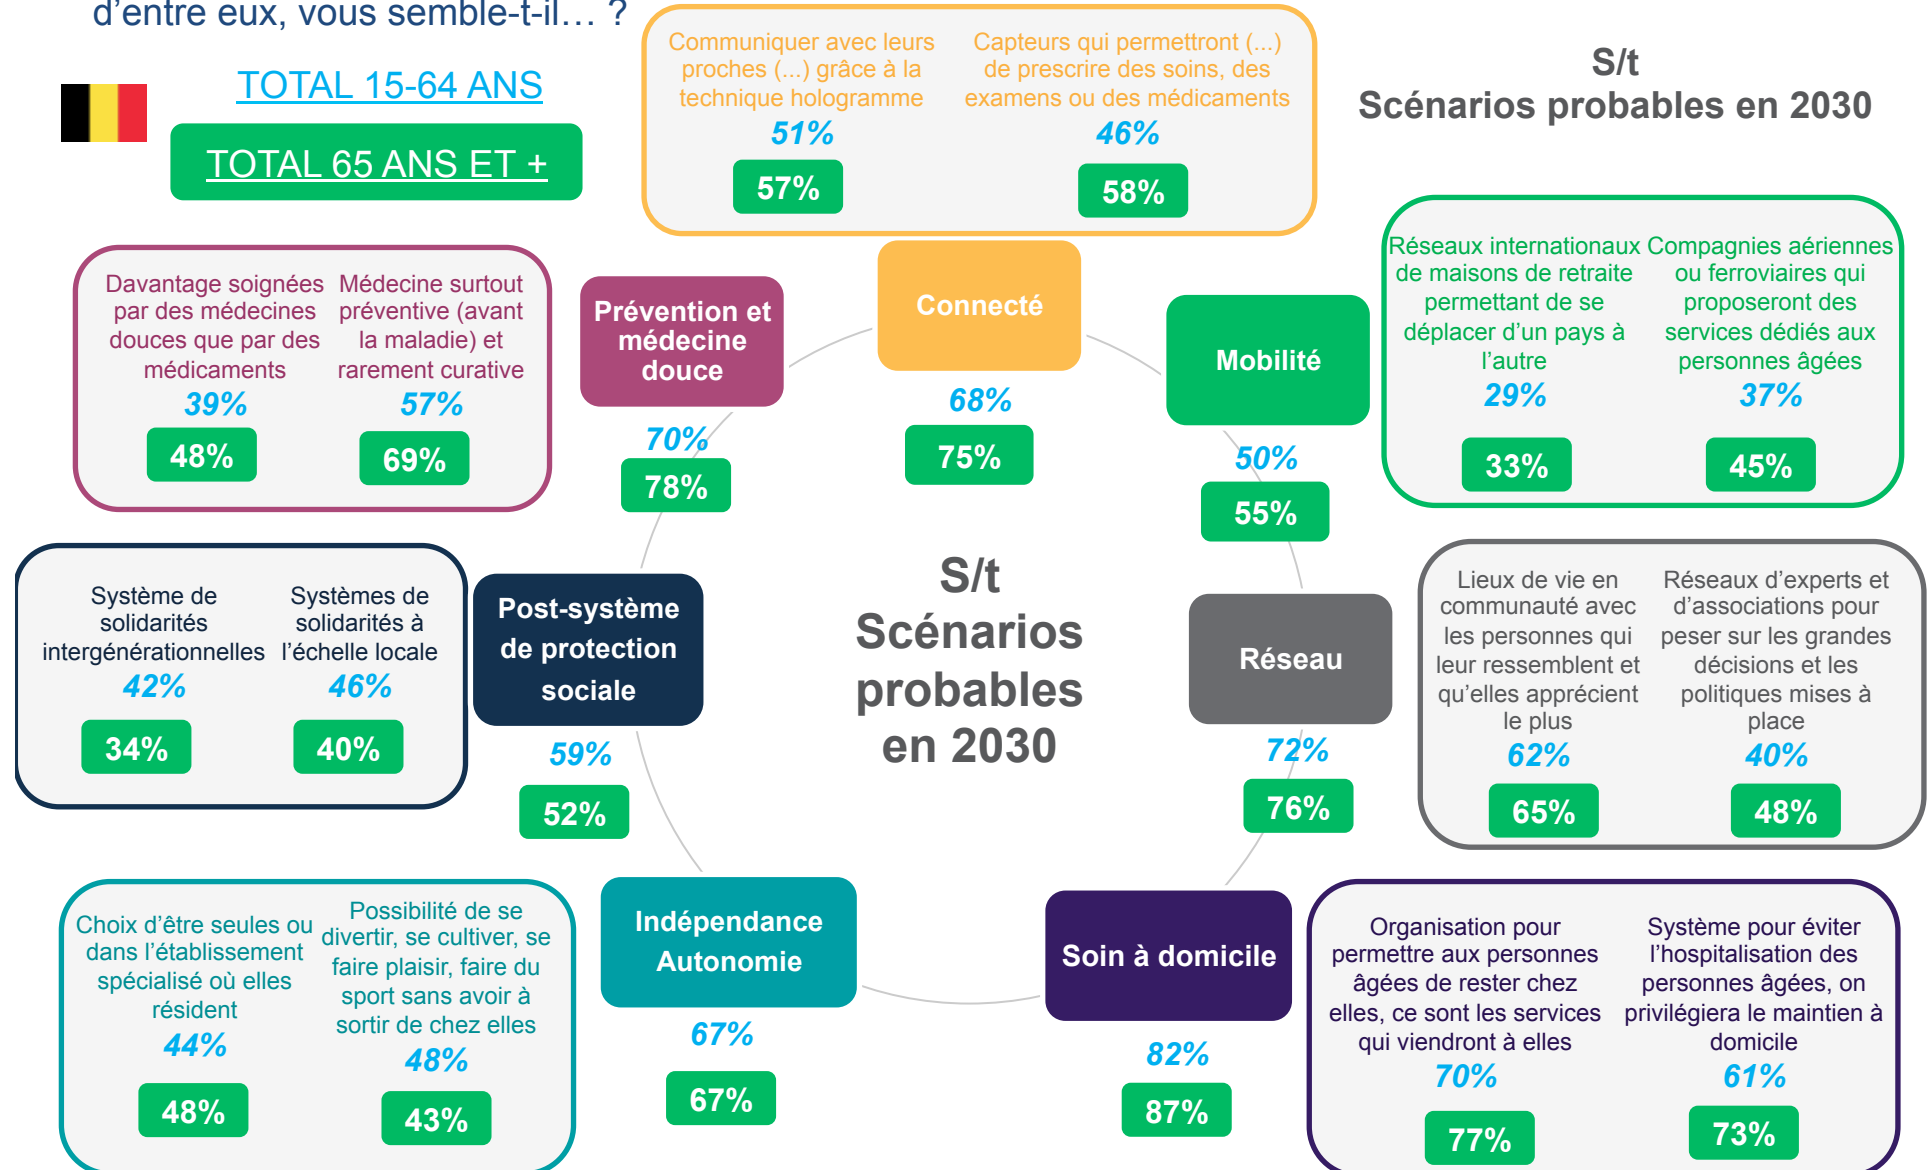 d'entre eux, vous semble-t-il… ?
TOTAL 15-64 ANS
TOTAL 65 ANS ET +
S/t
Scénarios probables en 2030
Communiquer avec leurs
proches (...) grâce à la
technique hologramme
51%
57%
Capteurs qui permettront (...)
de prescrire des soins, des
examens ou des médicaments
46%
58%
Connecté
68%
75%
Réseaux internationaux
de maisons de retraite
permettant de se
déplacer d'un pays à
l'autre
29%
33%
Compagnies aériennes
ou ferroviaires qui
proposeront des
services dédiés aux
personnes âgées
37%
45%
Mobilité
50%
55%
Davantage soignées
par des médecines
douces que par des
médicaments
39%
48%
Médecine surtout
préventive (avant
la maladie) et
rarement curative
57%
69%
Prévention et
médecine
douce
70%
78%
Système de
solidarités
intergénérationnelles
42%
34%
Systèmes de
solidarités à
l'échelle locale
46%
40%
Post-système
de protection
sociale
59%
52%
S/t
Scénarios
probables
en 2030
Réseau
72%
76%
Lieux de vie en
communauté avec
les personnes qui
leur ressemblent et
qu'elles apprécient
le plus
62%
65%
Réseaux d'experts et
d'associations pour
peser sur les grandes
décisions et les
politiques mises à
place
40%
48%
Choix d'être seules ou
dans l'établissement
spécialisé où elles
résident
44%
48%
Possibilité de se
divertir, se cultiver, se
faire plaisir, faire du
sport sans avoir à
sortir de chez elles
48%
43%
Indépendance
Autonomie
67%
67%
Soin à domicile
82%
87%
Organisation pour
permettre aux personnes
âgées de rester chez
elles, ce sont les services
qui viendront à elles
70%
77%
Système pour éviter
l'hospitalisation des
personnes âgées, on
privilégiera le maintien à
domicile
61%
73%